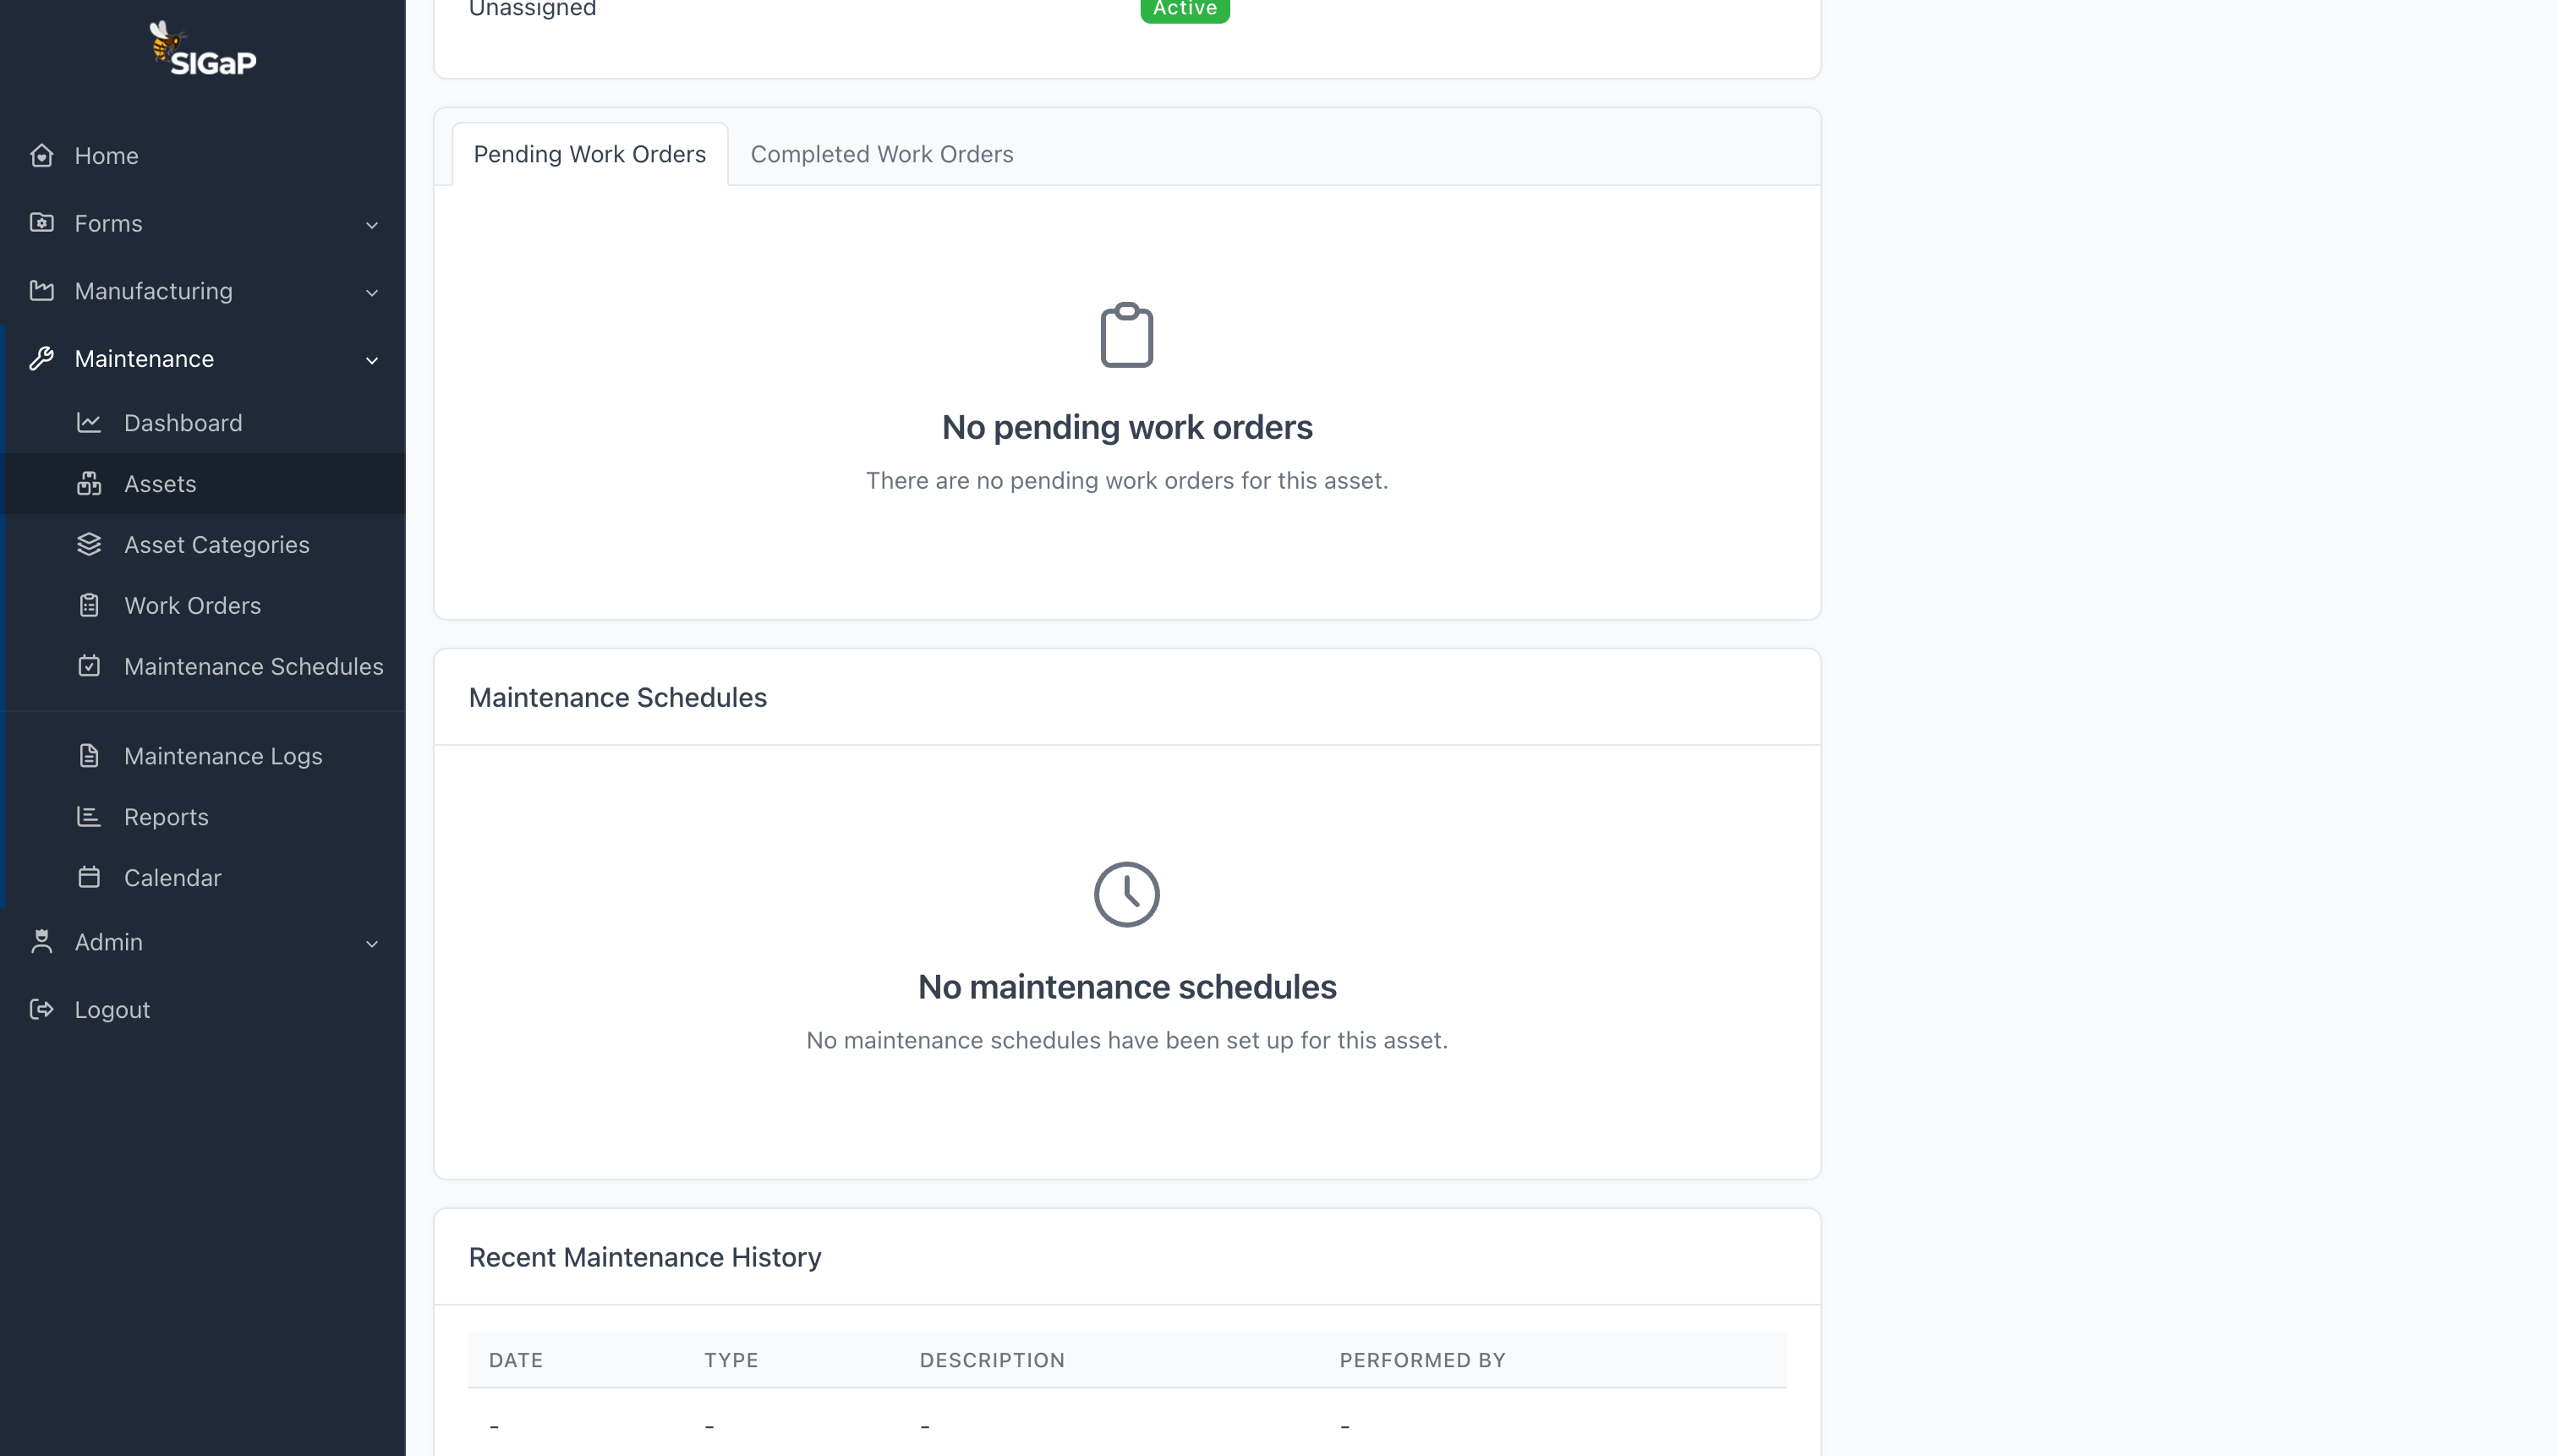 SIGaP
Home
Forms
Manufacturing
Maintenance
Dashboard
Assets
Asset Categories
Work Orders
Maintenance Schedules
Maintenance Logs
Reports
Calendar
Admin
Logout
Unassigned
Active
Pending Work Orders
Completed Work Orders
No pending work orders
There are no pending work orders for this asset.
Maintenance Schedules
No maintenance schedules
No maintenance schedules have been set up for this asset.
Recent Maintenance History
DATE TYPE DESCRIPTION PERFORMED BY
- - - -